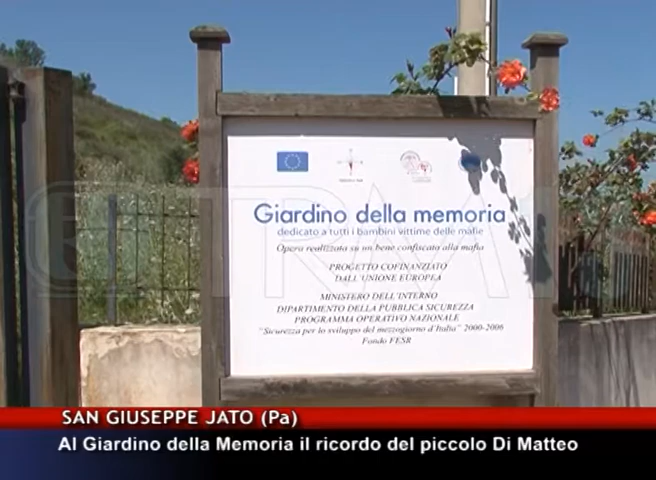 Giardino della memoria
dedicato a tutti i bambini vittime delle mafie
Opera realizzata su un bene confiscato alla mafia
PROGETTO COFINANZIATO
DALL'UNIONE EUROPEA
MINISTERO DELL'INTERNO
DIPARTIMENTO DELLA PUBBLICA SICUREZZA
PROGRAMMA OPERATIVO NAZIONALE
"Sicurezza per lo sviluppo del mezzogiorno d'Italia" 2000-2006
Fondo FESR
SAN GIUSEPPE JATO (Pa)
Al Giardino della Memoria il ricordo del piccolo Di Matteo